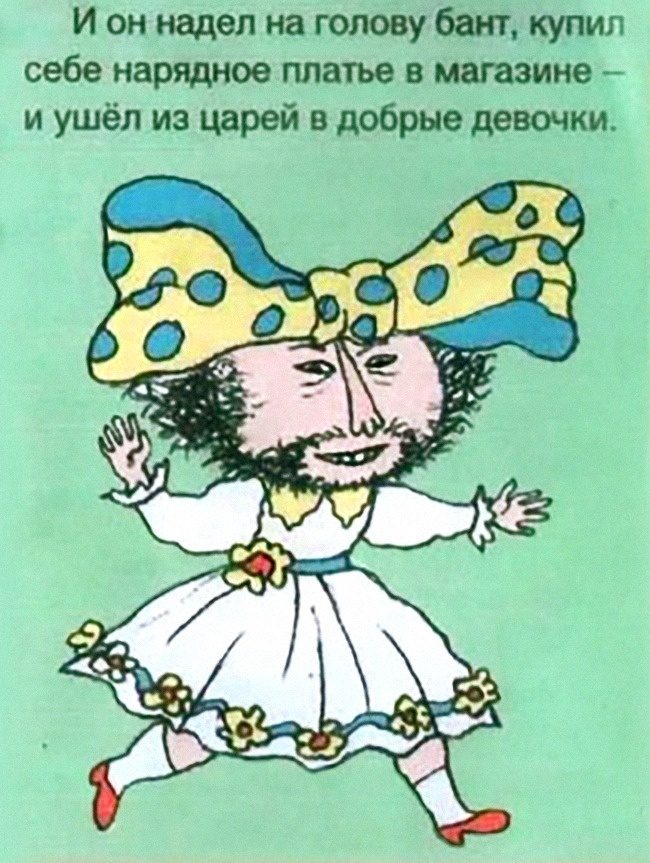 И он надел на голову бант, купил
себе нарядное платье в магазине –
и ушёл из царей в добрые девочки.